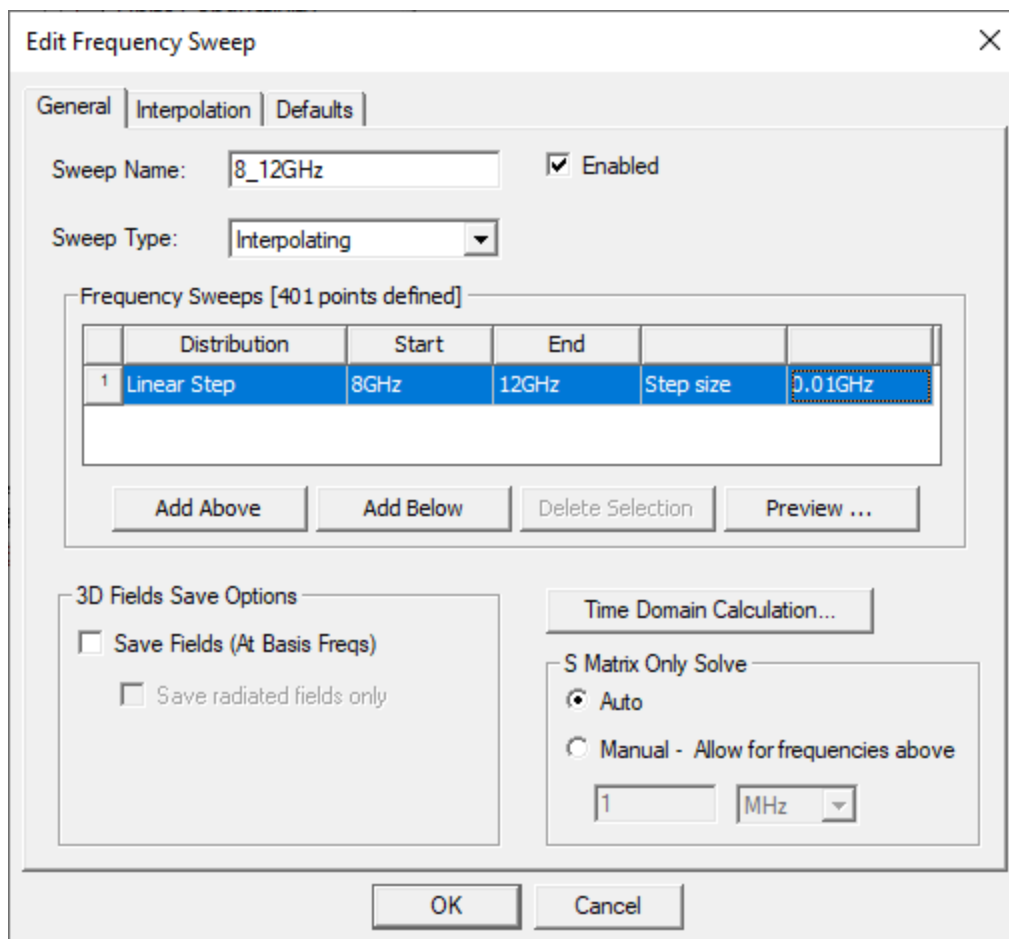 Edit Frequency Sweep
General Interpolation Defaults
Sweep Name: 8_12GHz Enabled
Sweep Type: Interpolating
Frequency Sweeps [401 points defined]
Distribution Start End
1 Linear Step 8GHz 12GHz Step size 0.01GHz
Add Above Add Below Delete Selection Preview ...
3D Fields Save Options
Save Fields (At Basis Freqs)
Save radiated fields only
Time Domain Calculation...
S Matrix Only Solve
Auto
Manual - Allow for frequencies above
1 MHz
OK Cancel